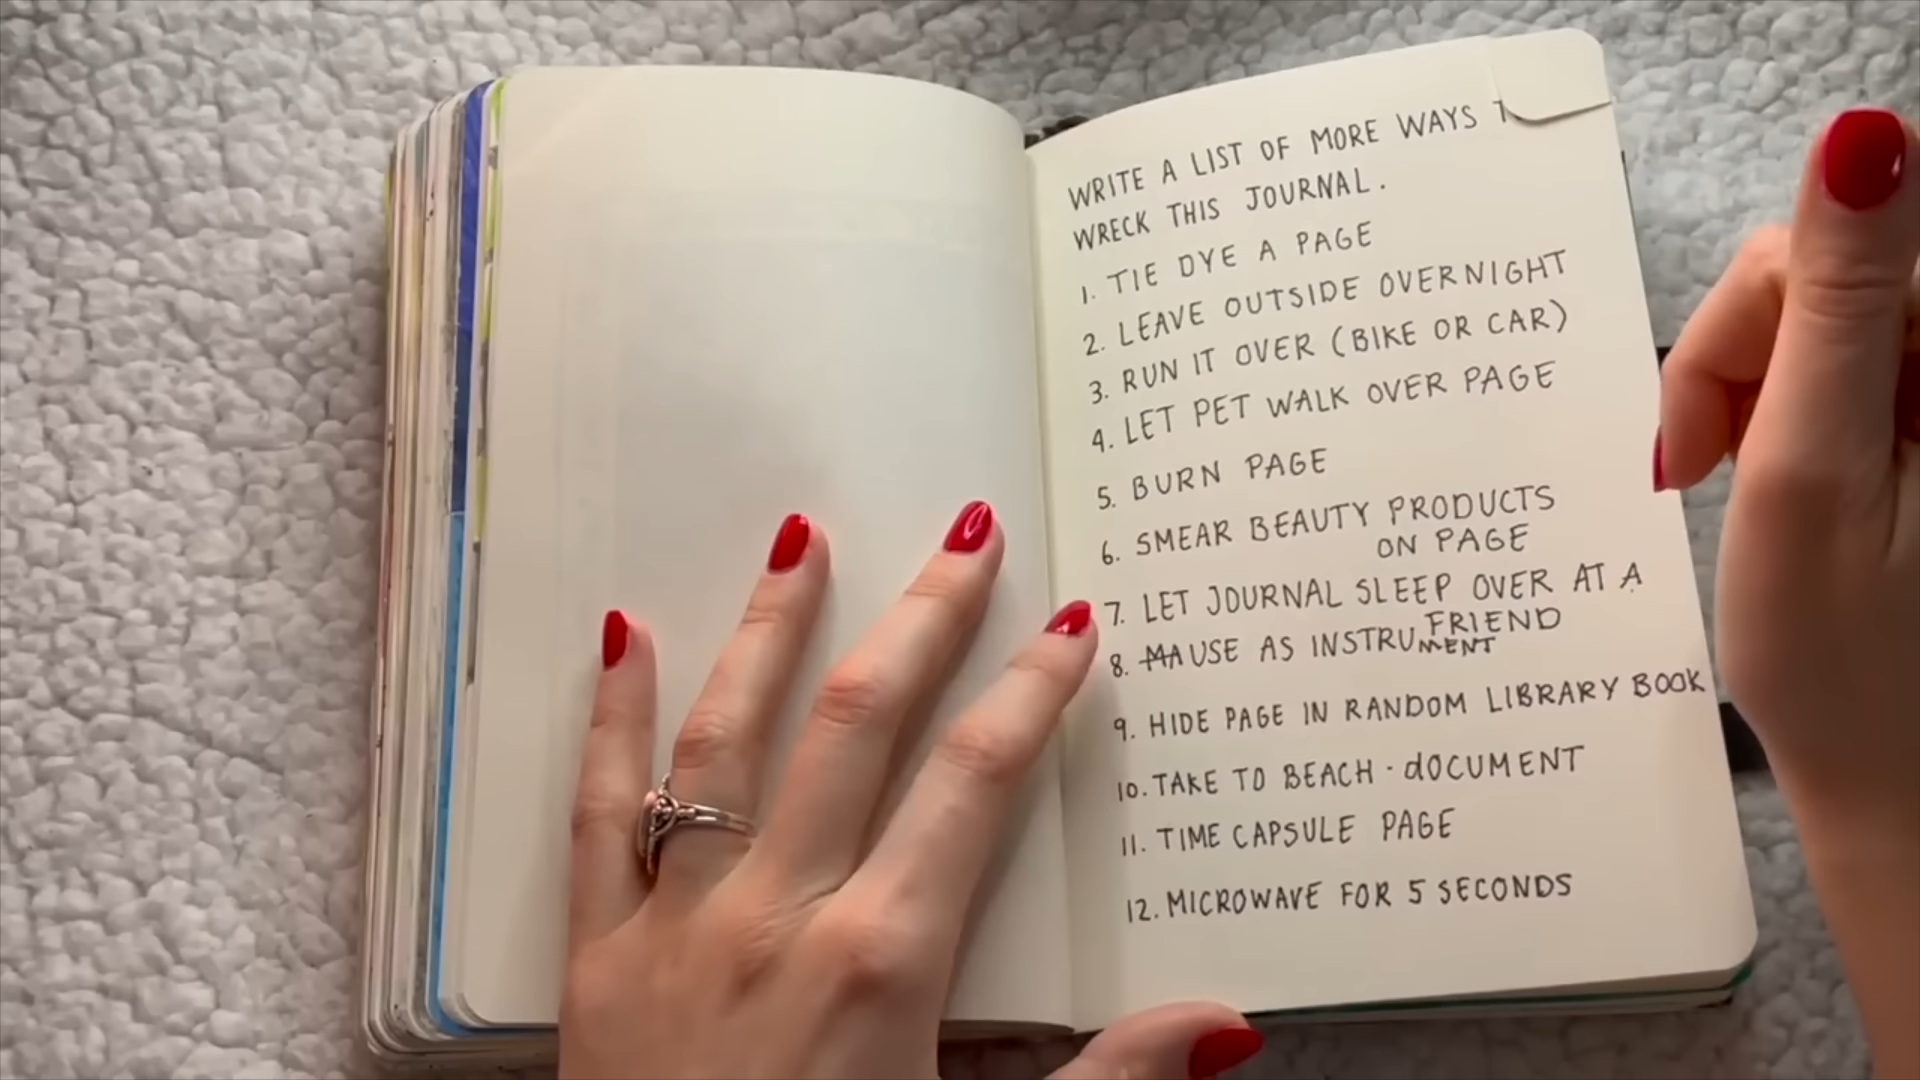 WRITE A LIST OF MORE WAYS
WRECK THIS JOURNAL.
1. TIE DYE A PAGE
2. LEAVE OUTSIDE OVERNIGHT
3. RUN IT OVER (BIKE OR CAR)
4. LET PET WALK OVER PAGE
5. BURN PAGE
6. SMEAR BEAUTY PRODUCTS
ON PAGE
7. LET JOURNAL SLEEP OVER AT A
FRIEND
8. MA USE AS INSTRUMENT
9. HIDE PAGE IN RANDOM LIBRARY BOOK
10. TAKE TO BEACH · dOCUMENT
11. TIME CAPSULE PAGE
12. MICROWAVE FOR 5 SECONDS